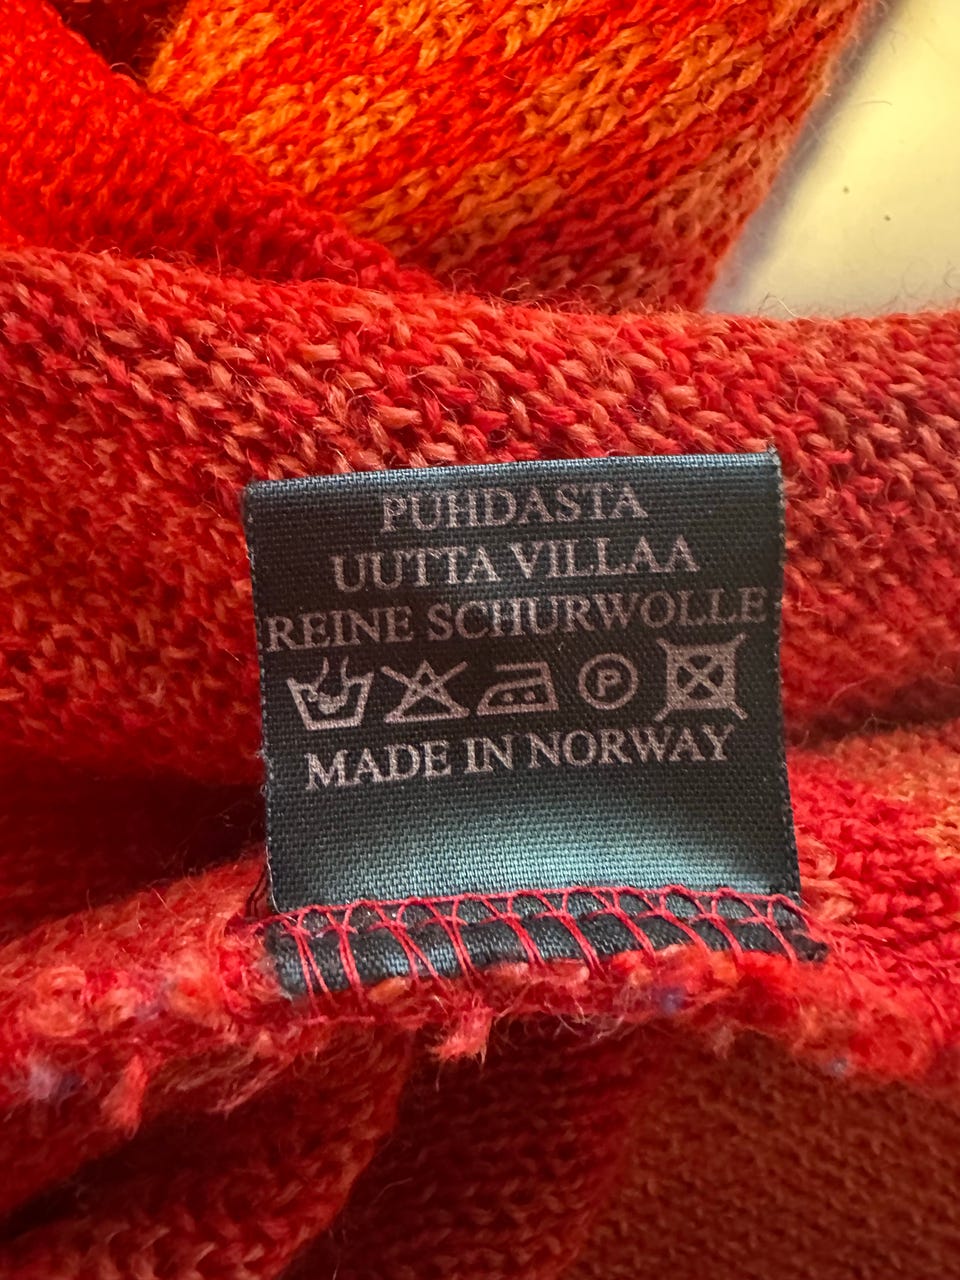 PUHDASTA
UUTTA VILLAA
REINE SCHURWOLLE
P
MADE IN NORWAY